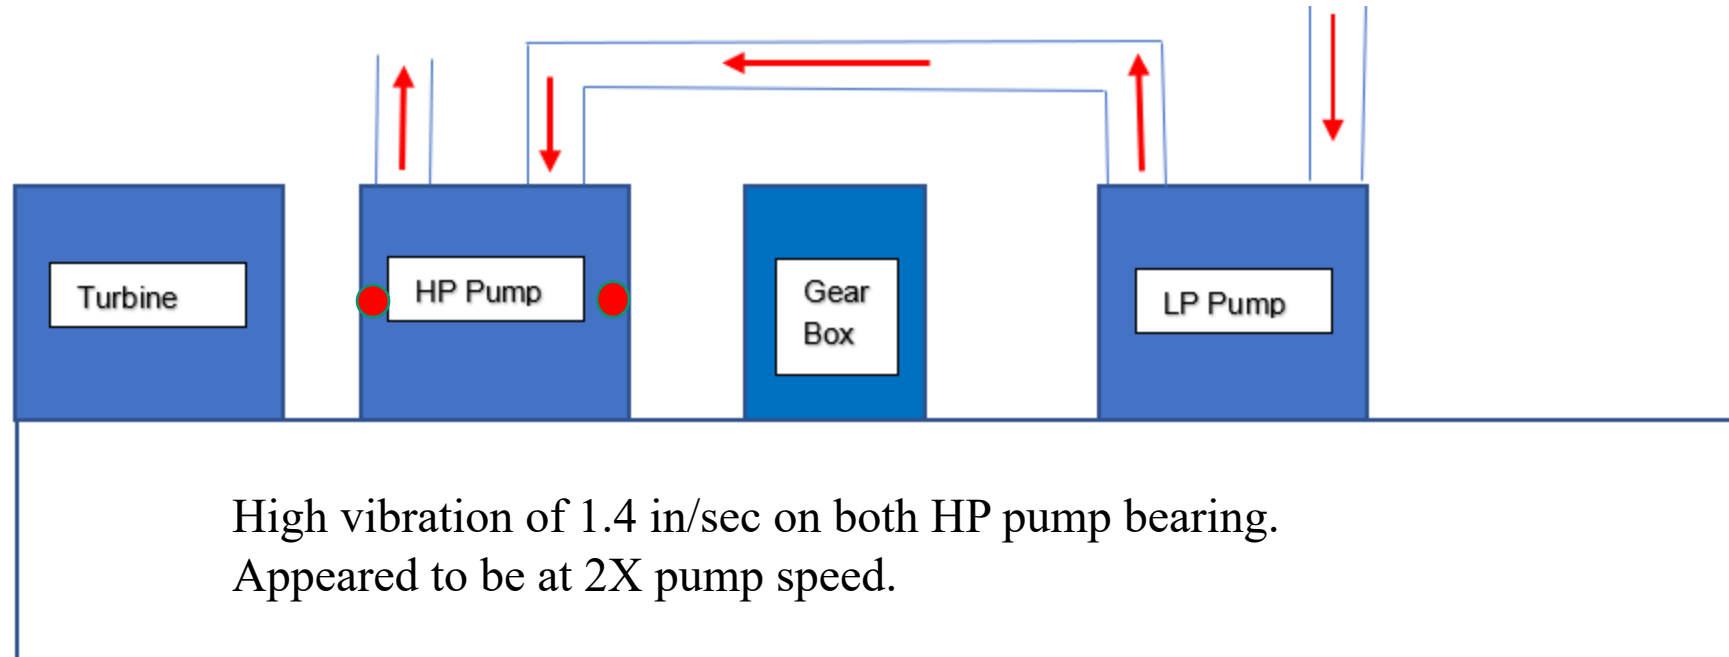 Turbine
HP Pump
Gear
Box
LP Pump
High vibration of 1.4 in/sec on both HP pump bearing.
Appeared to be at 2X pump speed.